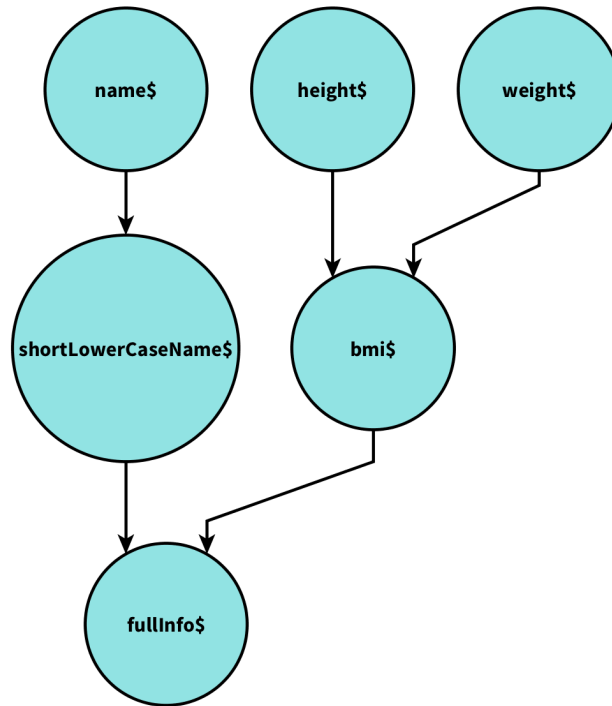 name$
height$
weight$
shortLowerCaseName$
bmi$
fullInfo$